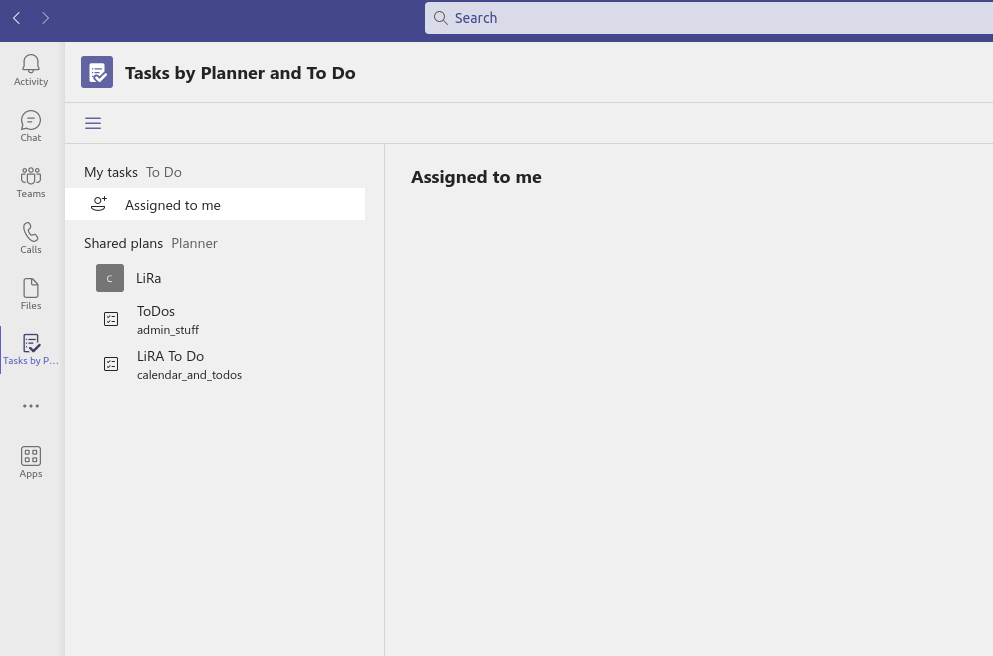 Search
Activity
Chat
Teams
Calls
Files
Tasks by P...
Apps
Tasks by Planner and To Do
My tasks To Do
Assigned to me
Shared plans Planner
C LiRa
ToDos
admin_stuff
LiRA To Do
calendar_and_todos
Assigned to me